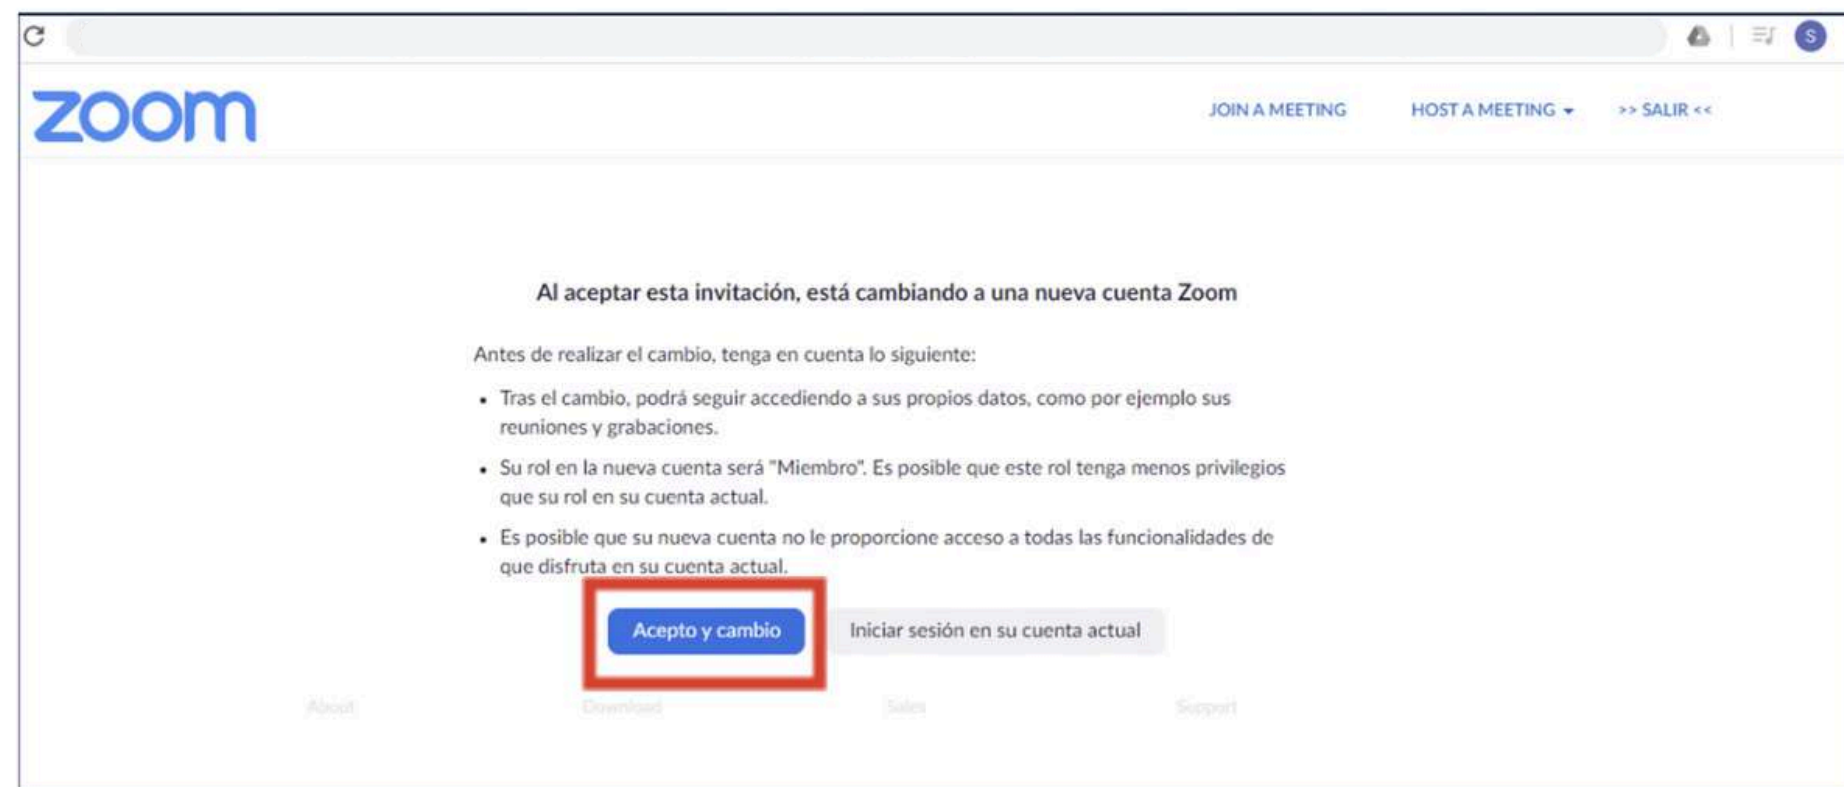 S
zoom
JOIN A MEETING HOST A MEETING >> SALIR <<
Al aceptar esta invitación, está cambiando a una nueva cuenta Zoom
Antes de realizar el cambio, tenga en cuenta lo siguiente:
• Tras el cambio, podrá seguir accediendo a sus propios datos, como por ejemplo sus
reuniones y grabaciones.
• Su rol en la nueva cuenta será "Miembro". Es posible que este rol tenga menos privilegios
que su rol en su cuenta actual.
• Es posible que su nueva cuenta no le proporcione acceso a todas las funcionalidades de
que disfruta en su cuenta actual.
Acepto y cambio Iniciar sesión en su cuenta actual
About Download Sales Support